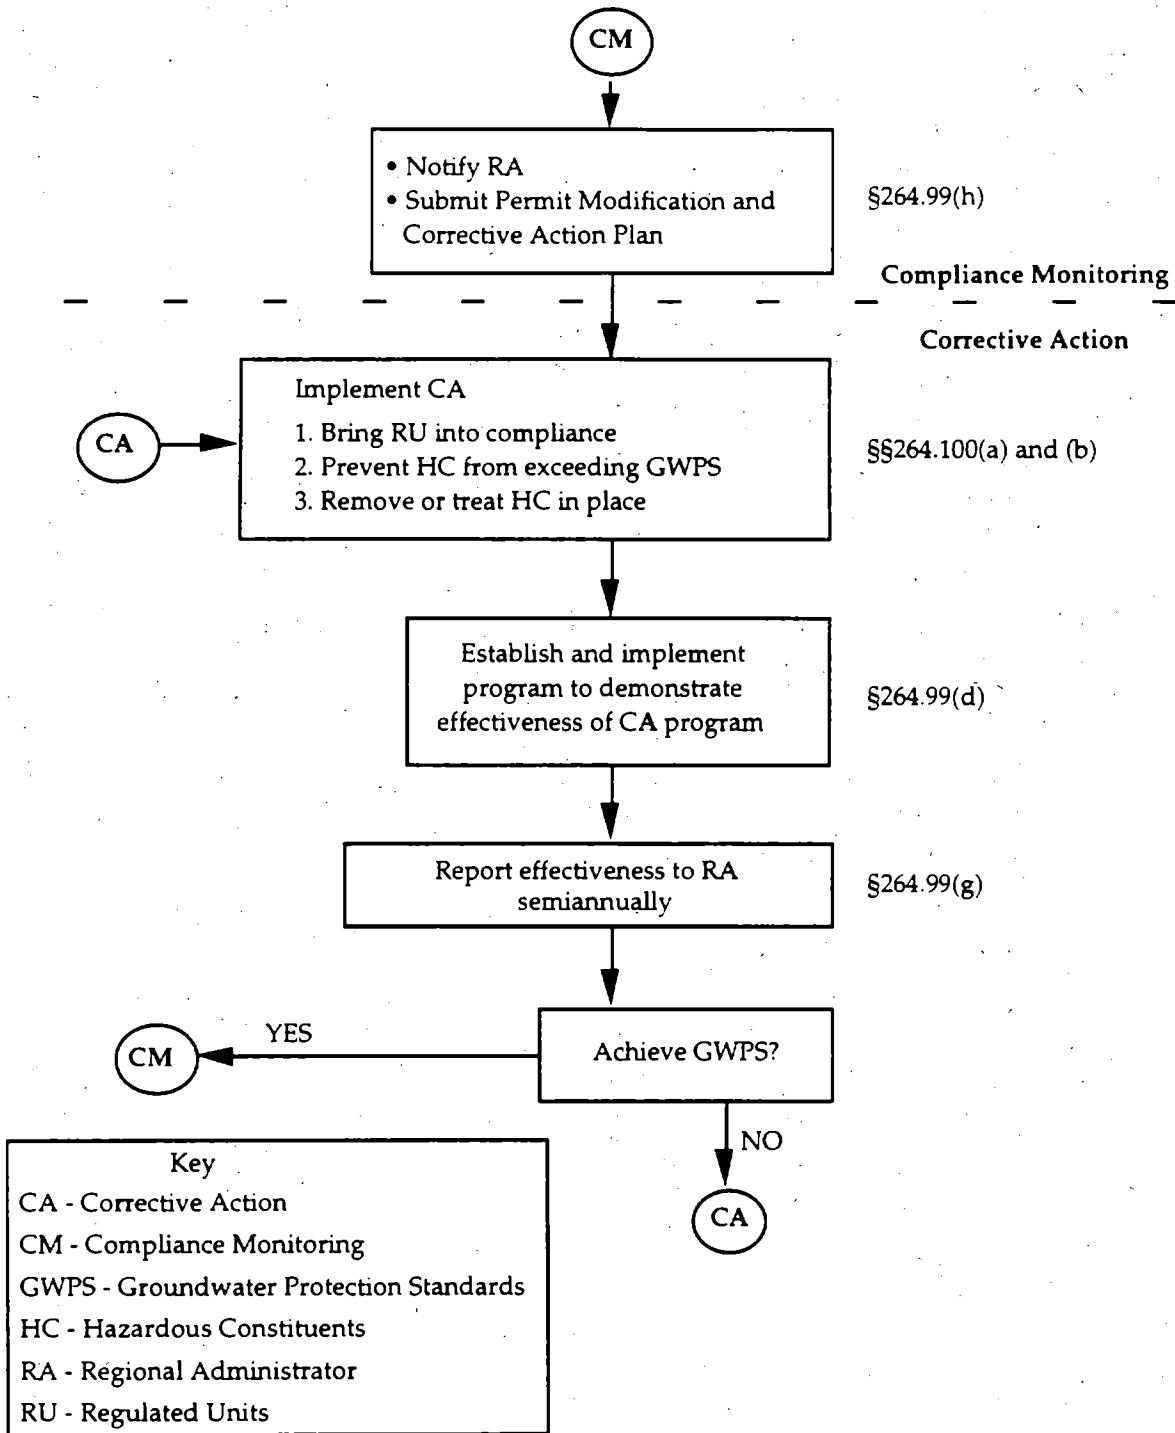 CM
• Notify RA
• Submit Permit Modification and
Corrective Action Plan
§264.99(h)
Compliance Monitoring
Corrective Action
Implement CA
1. Bring RU into compliance
2. Prevent HC from exceeding GWPS
3. Remove or treat HC in place
CA
§§264.100(a) and (b)
Establish and implement
program to demonstrate
effectiveness of CA program
§264.99(d)
Report effectiveness to RA
semiannually
§264.99(g)
Achieve GWPS?
YES
CM
NO
CA
Key
CA - Corrective Action
CM - Compliance Monitoring
GWPS - Groundwater Protection Standards
HC - Hazardous Constituents
RA - Regional Administrator
RU - Regulated Units